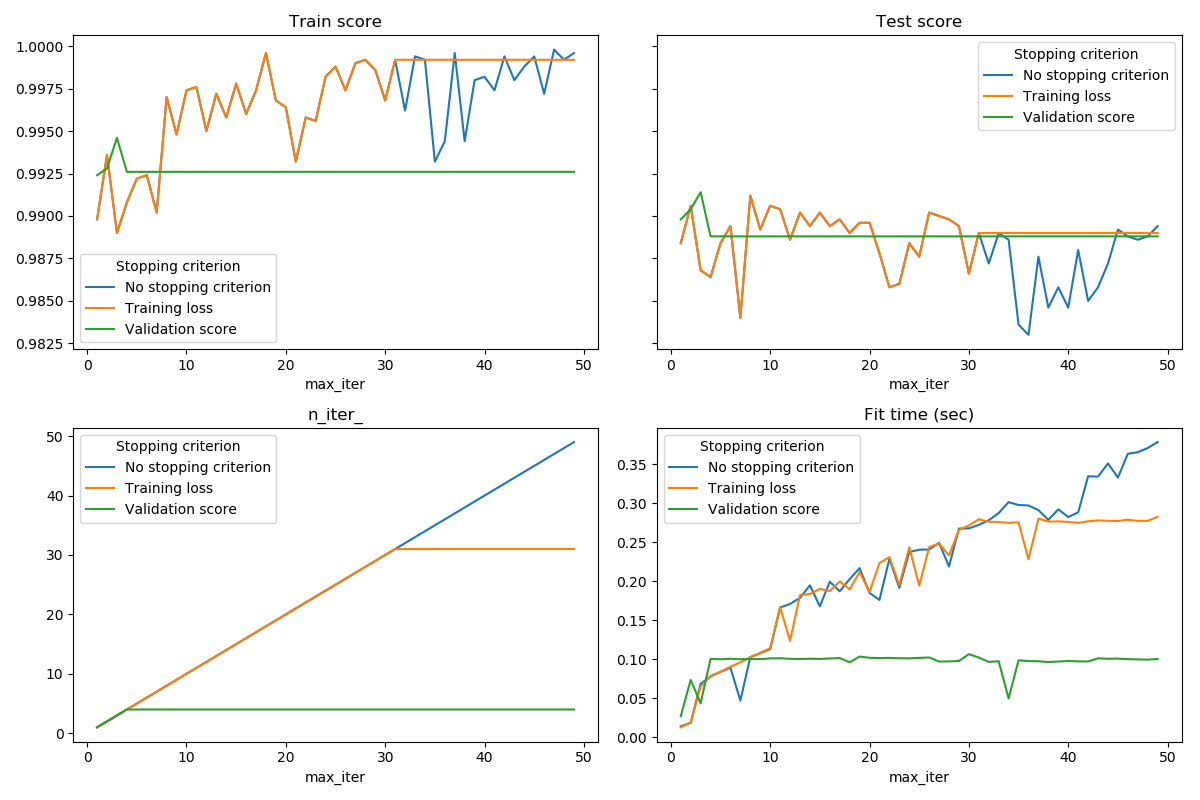 Train score
1.0000
0.9975
0.9950
0.9925
0.9900
0.9875
0.9850
0.9825
Stopping criterion
No stopping criterion
Training loss
Validation score
0 10 20 30 40 50
max_iter
Test score
Stopping criterion
No stopping criterion
Training loss
Validation score
0 10 20 30 40 50
max_iter
n_iter_
50
40
30
20
10
0
Stopping criterion
No stopping criterion
Training loss
Validation score
0 10 20 30 40 50
max_iter
Fit time (sec)
0.35
0.30
0.25
0.20
0.15
0.10
0.05
0.00
Stopping criterion
No stopping criterion
Training loss
Validation score
0 10 20 30 40 50
max_iter